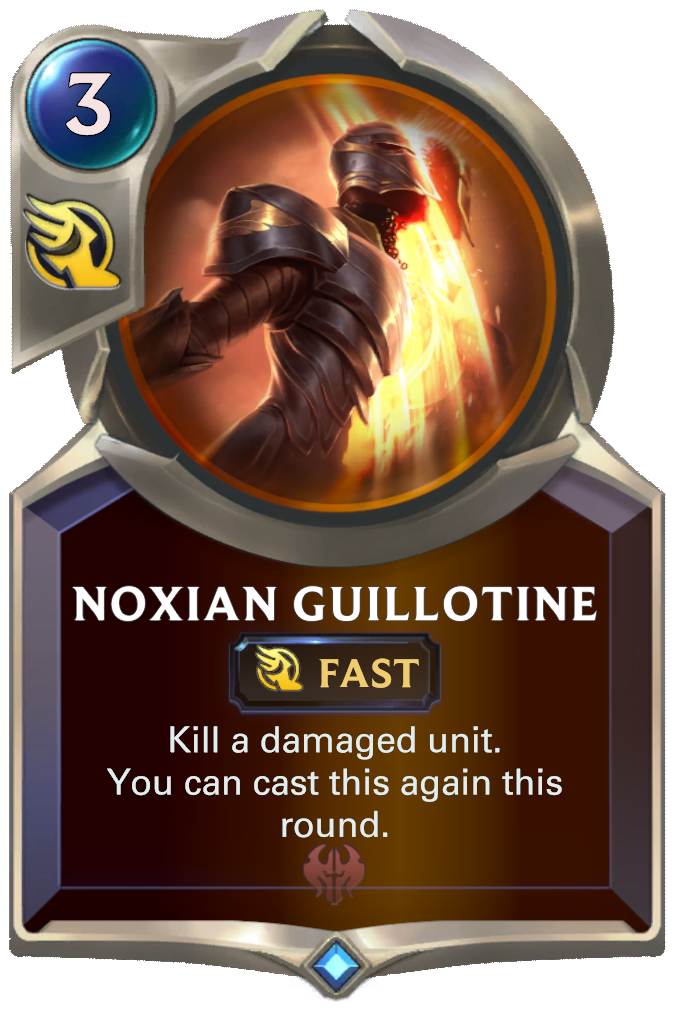 3
NOXIAN GUILLOTINE
FAST
Kill a damaged unit.
You can cast this again this
round.